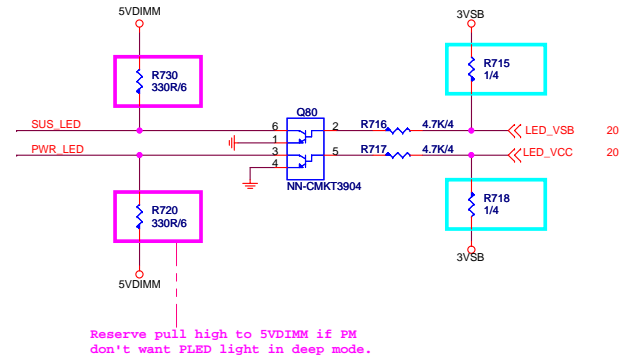 5VDIMM
3VSB
R730
330R/6
R715
1/4
Q80
SUS_LED
6
2
R716
4.7K/4
LED_VSB
20
1
PWR_LED
3
5
R717
4.7K/4
LED_VCC
20
4
NN-CMKT3904
R720
330R/6
R718
1/4
5VDIMM
3VSB
Reserve pull high to 5VDIMM if PM
don't want PLED light in deep mode.